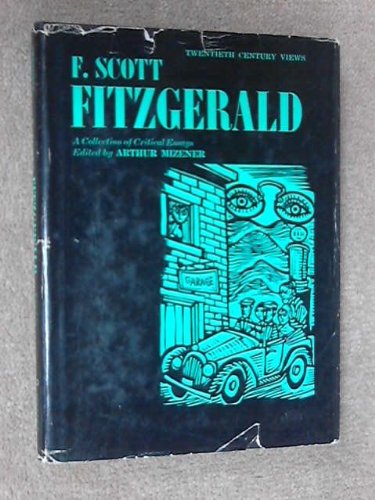 TWENTIETH CENTURY VIEWS
F. SCOTT
FITZGERALD
A Collection of Critical Essays
Edited by ARTHUR MIZENER
GARAGE